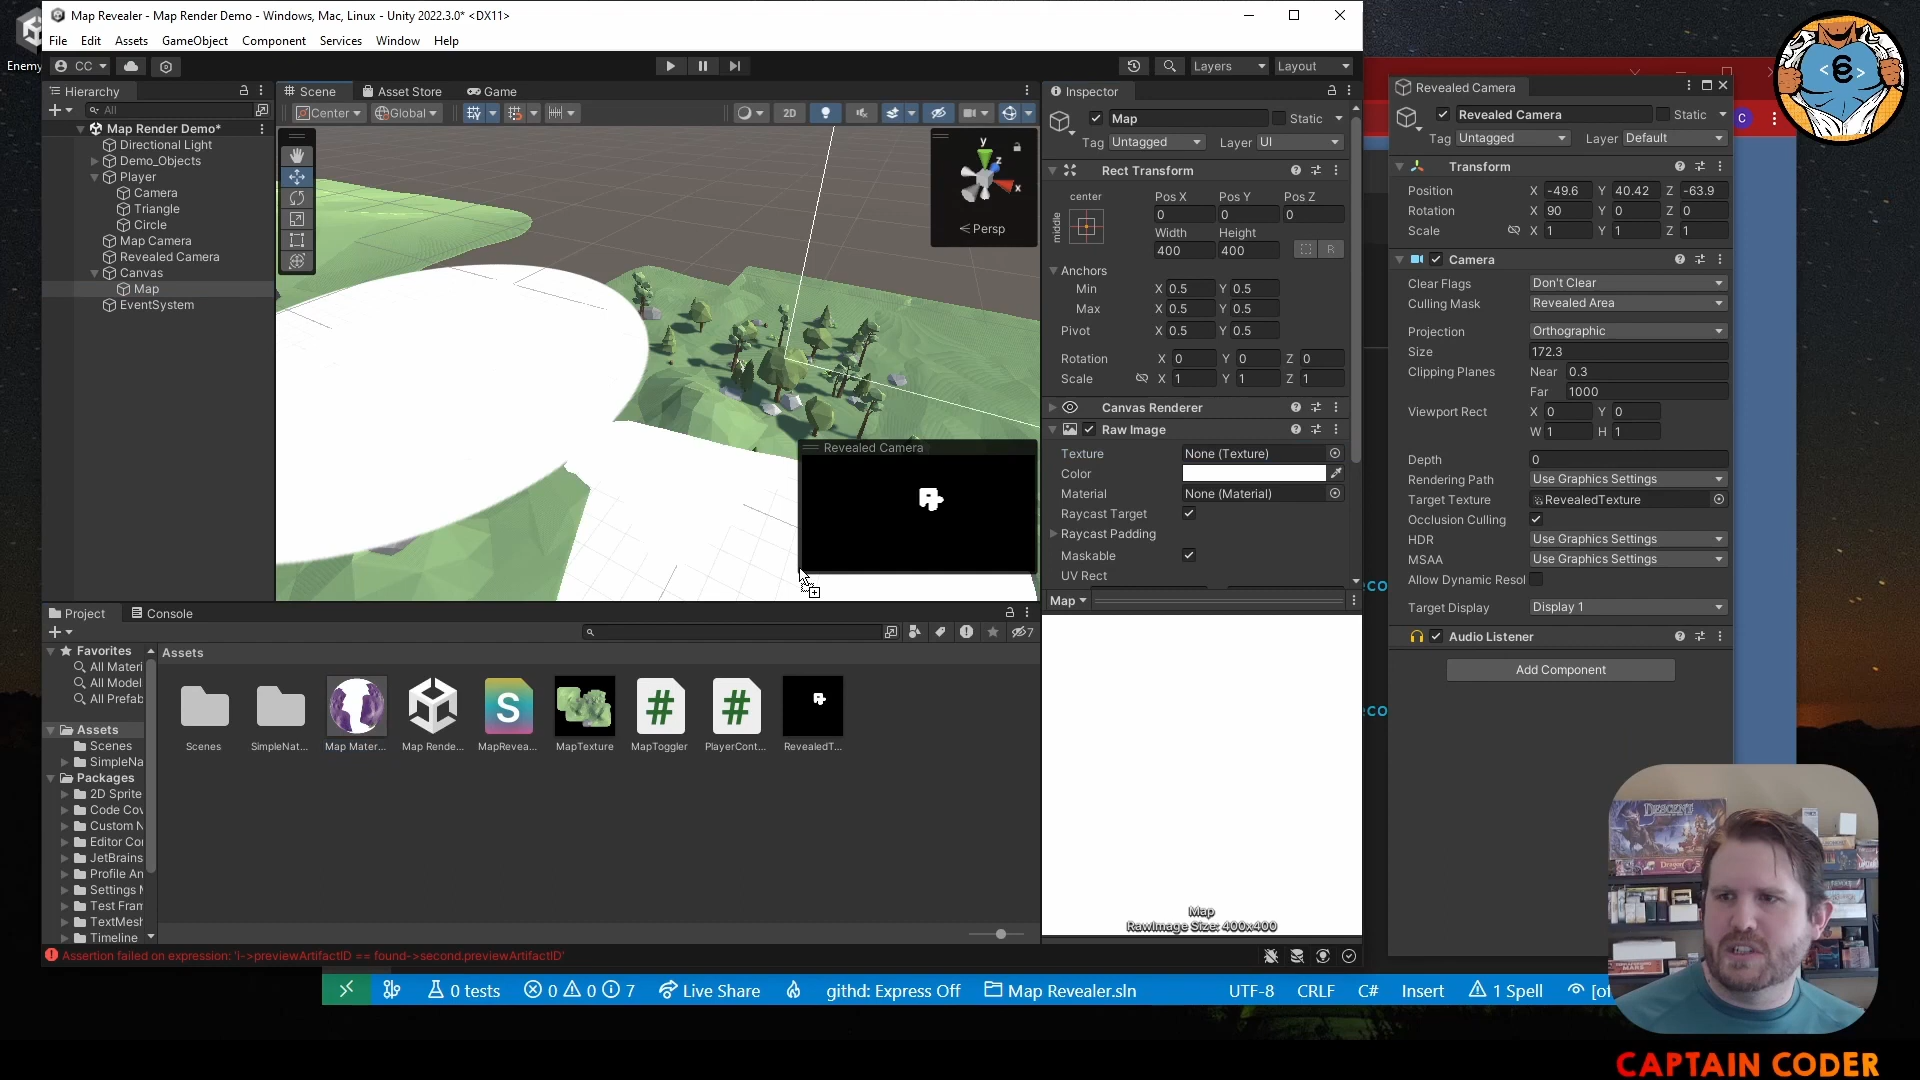 Map Revealer - Map Render Demo - Windows, Mac, Linux - Unity 2022.3.0* <DX11>
File Edit Assets GameObject Component Services Window Help
Enemy
CC
Layers Layout
Hierarchy
All
Map Render Demo*
Directional Light
Demo_Objects
Player
Camera
Triangle
Circle
Map Camera
Revealed Camera
Canvas
Map
EventSystem
Scene Asset Store Game
Center Global 2D
y
z
x
Persp
Revealed Camera
Inspector
Map Static
Tag Untagged Layer UI
Rect Transform
center
middle
Pos X Pos Y Pos Z
0 0 0
Width Height
400 400
R
Anchors
Min X 0.5 Y 0.5
Max X 0.5 Y 0.5
Pivot X 0.5 Y 0.5
Rotation X 0 Y 0 Z 0
Scale X 1 Y 1 Z 1
Canvas Renderer
Raw Image
Texture None (Texture)
Color
Material None (Material)
Raycast Target
Raycast Padding
Maskable
UV Rect
Map
Map
RawImage Size: 400x400
Revealed Camera
Revealed Camera Static
Tag Untagged Layer Default
Transform
Position X -49.6 Y 40.42 Z -63.9
Rotation X 90 Y 0 Z 0
Scale X 1 Y 1 Z 1
Camera
Clear Flags Don't Clear
Culling Mask Revealed Area
Projection Orthographic
Size 172.3
Clipping Planes Near 0.3
Far 1000
Viewport Rect X 0 Y 0
W 1 H 1
Depth 0
Rendering Path Use Graphics Settings
Target Texture RevealedTexture
Occlusion Culling
HDR Use Graphics Settings
MSAA Use Graphics Settings
Allow Dynamic Resol
Target Display Display 1
Audio Listener
Add Component
C
eco
eco
Project Console
7
Favorites
All Materi
All Model
All Prefab
Assets
Scenes
SimpleNa
Packages
2D Sprite
Code Cov
Custom N
Editor Co
JetBrains
Profile An
Settings M
Test Fram
TextMesh
Timeline
Assets
Scenes SimpleNat... Map Mater... Map Rende... MapRevea... MapTexture MapToggler PlayerCont... RevealedT...
Assertion failed on expression: 'i->previewArtifactID == found->second.previewArtifactID'
0 tests 0 0 7 Live Share githd: Express Off Map Revealer.sln UTF-8 CRLF C# Insert 1 Spell [of
DESCENT
CAPTAIN CODER